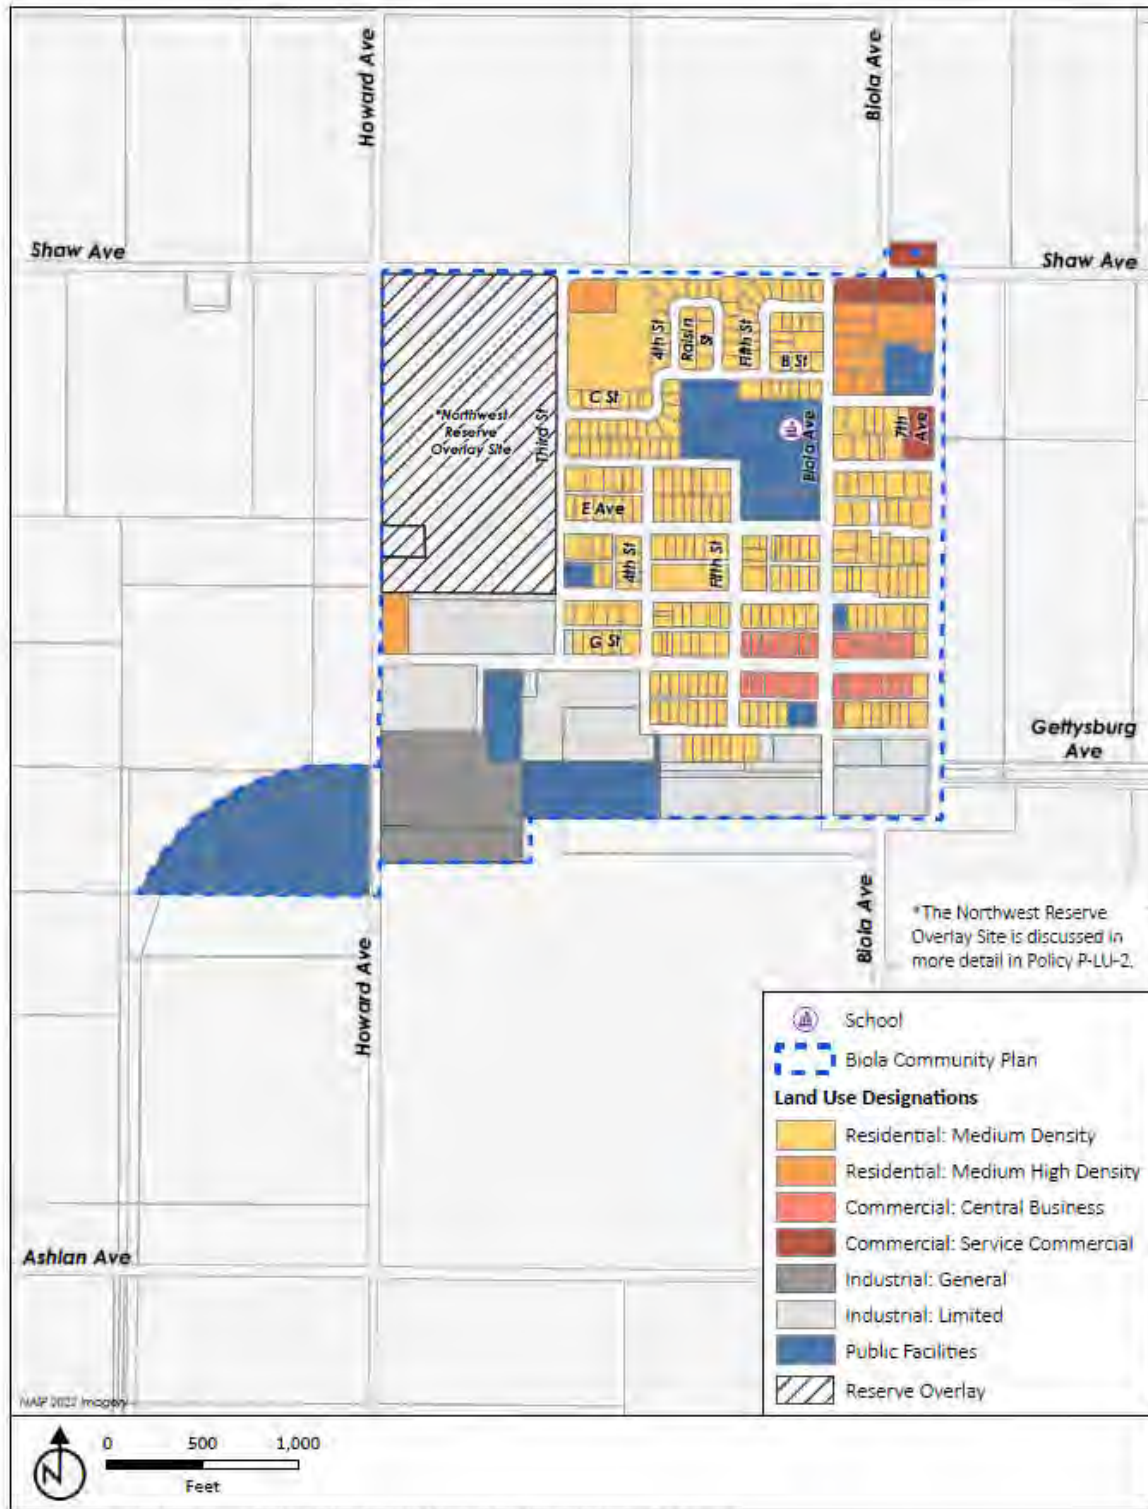 Howard Ave
Biola Ave
Shaw Ave
Shaw Ave
4th St
Raisin
St
Fifth St
B St
C St
*Northwest
Reserve
Overlay Site
Third St
Biola Ave
7th
Ave
E Ave
4th St
Fifth St
G St
Gettysburg
Ave
Howard Ave
Biola Ave
*The Northwest Reserve
Overlay Site is discussed in
more detail in Policy P-LU-2.
School
Biola Community Plan
Land Use Designations
Residential: Medium Density
Residential: Medium High Density
Commercial: Central Business
Commercial: Service Commercial
Industrial: General
Industrial: Limited
Public Facilities
Reserve Overlay
Ashlan Ave
NAIP 2022 Imagery
N
0 500 1,000
Feet